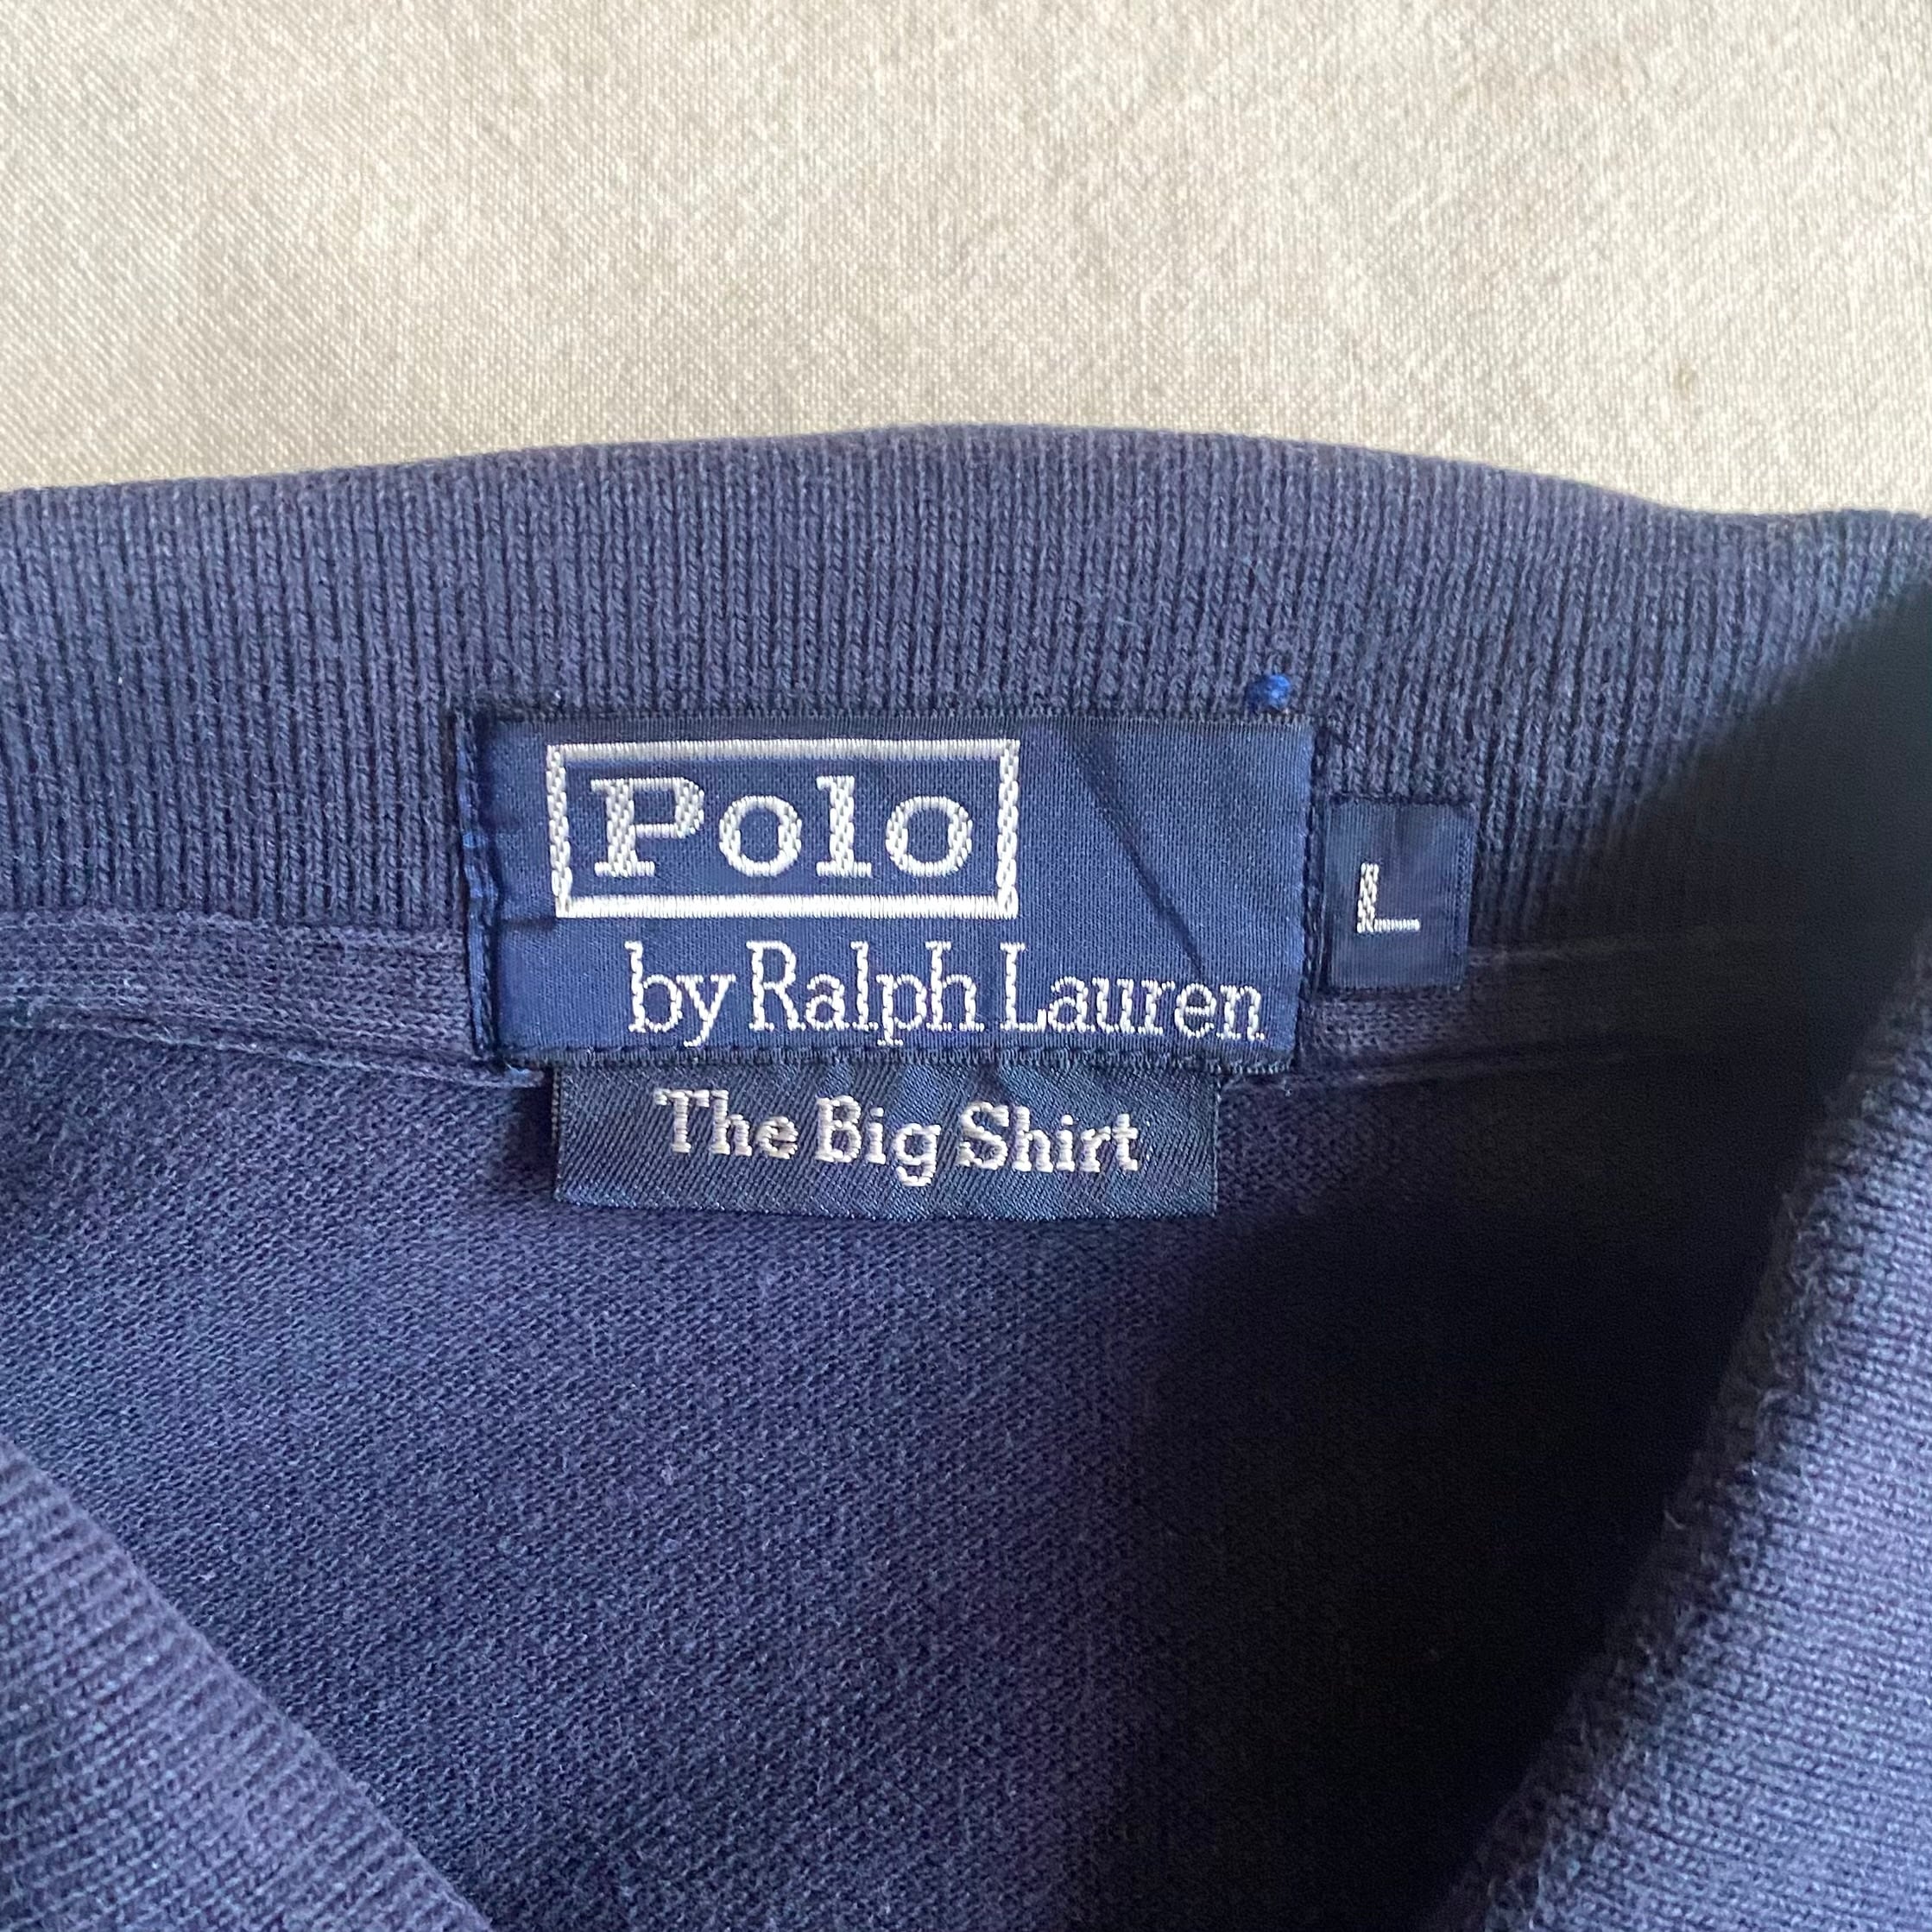 Polo
by Ralph Lauren
L
The Big Shirt